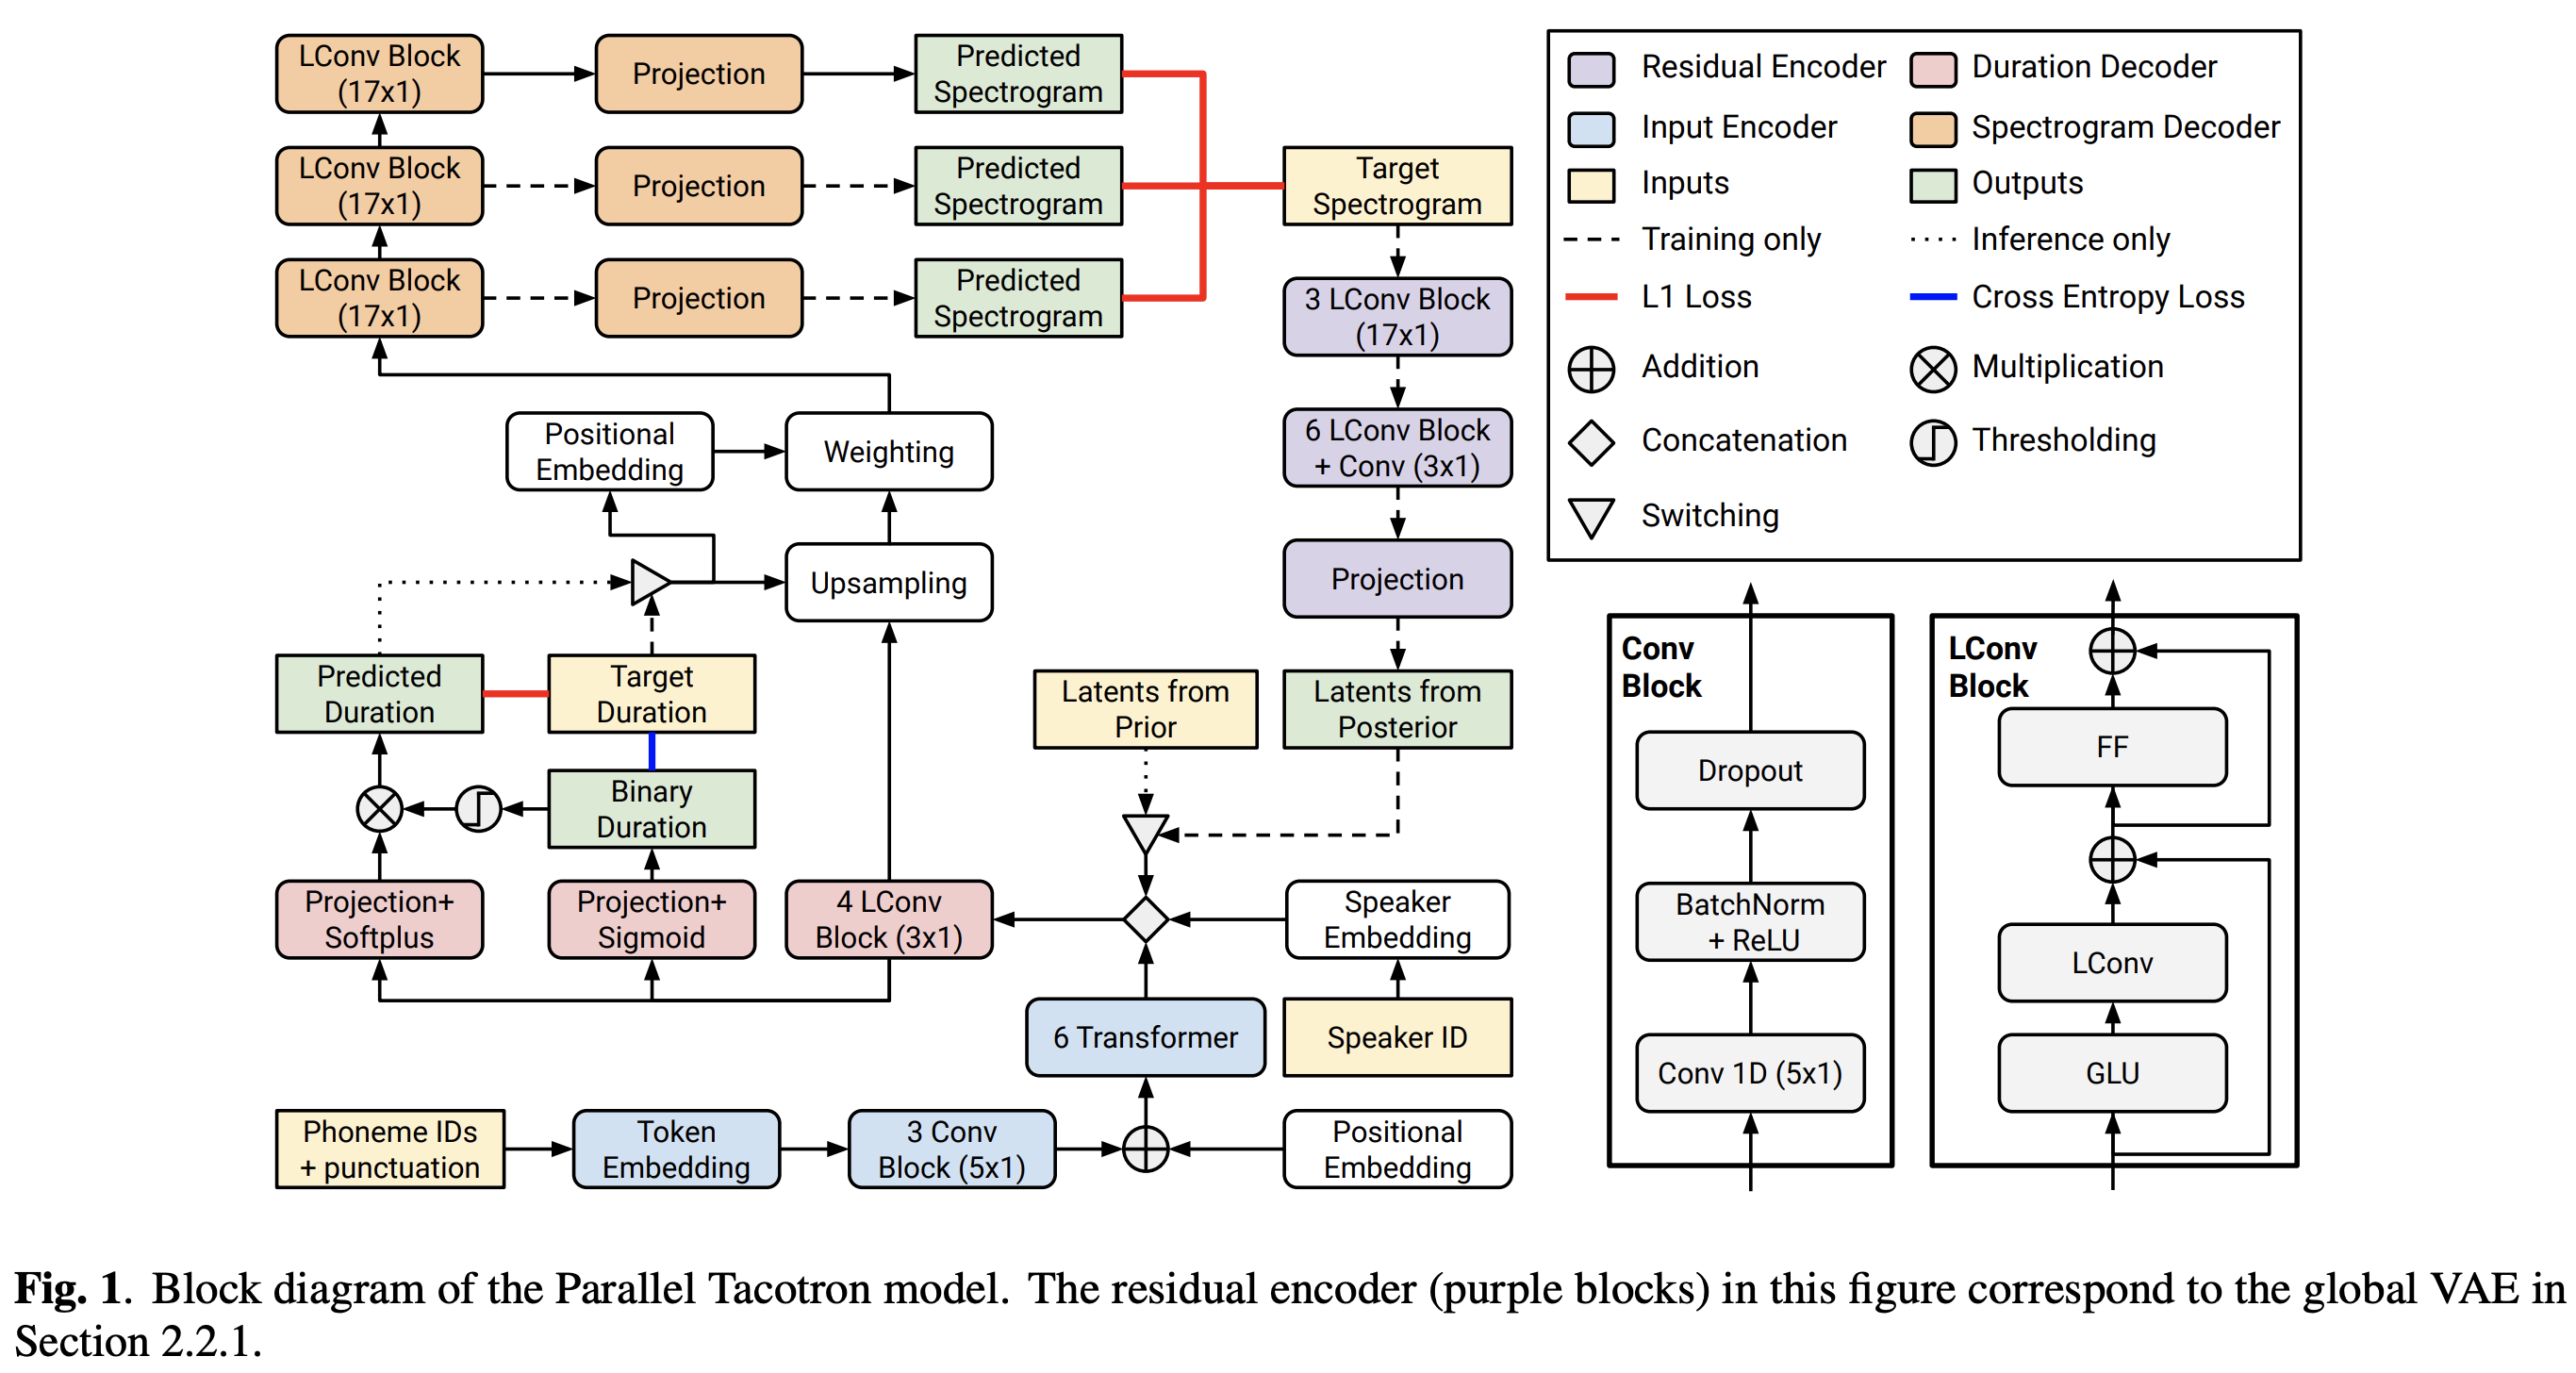 LConv Block
(17x1)
Projection
Predicted
Spectrogram
LConv Block
(17x1)
Projection
Predicted
Spectrogram
LConv Block
(17x1)
Projection
Predicted
Spectrogram
Target
Spectrogram
3 LConv Block
(17x1)
6 LConv Block
+ Conv (3x1)
Projection
Latents from
Prior
Latents from
Posterior
Positional
Embedding
Weighting
Upsampling
Predicted
Duration
Target
Duration
Binary
Duration
Projection+
Softplus
Projection+
Sigmoid
4 LConv
Block (3x1)
Speaker
Embedding
6 Transformer
Speaker ID
Phoneme IDs
+ punctuation
Token
Embedding
3 Conv
Block (5x1)
Positional
Embedding
Residual Encoder
Duration Decoder
Input Encoder
Spectrogram Decoder
Inputs
Outputs
Training only
Inference only
L1 Loss
Cross Entropy Loss
Addition
Multiplication
Concatenation
Thresholding
Switching
Conv
Block
Dropout
BatchNorm
+ ReLU
Conv 1D (5x1)
LConv
Block
FF
LConv
GLU
Fig. 1. Block diagram of the Parallel Tacotron model. The residual encoder (purple blocks) in this figure correspond to the global VAE in
Section 2.2.1.